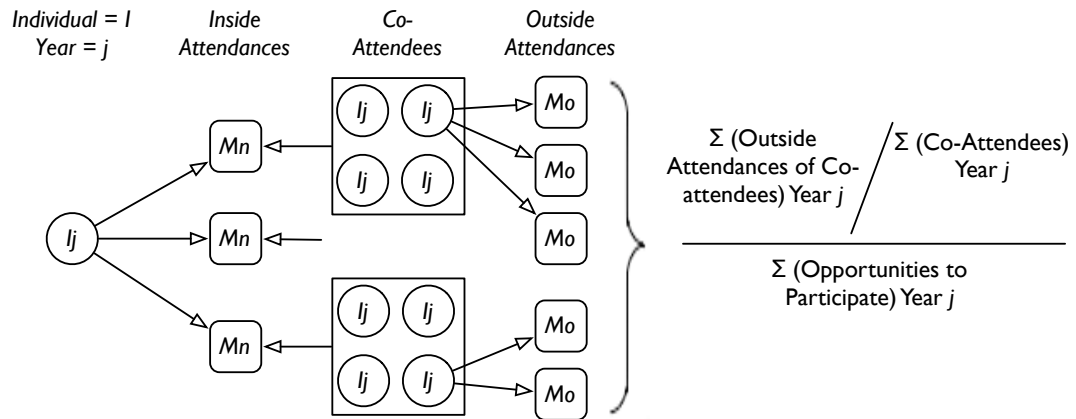 Individual = I
Year = j
Inside
Attendances
Co-
Attendees
Outside
Attendances
Ij
Mn
Mn
Mn
Ij
Ij
Ij
Ij
Ij
Ij
Ij
Ij
Mo
Mo
Mo
Mo
Mo
Σ (Outside
Attendances of Co-
attendees) Year j
Σ (Co-Attendees)
Year j
Σ (Opportunities to
Participate) Year j